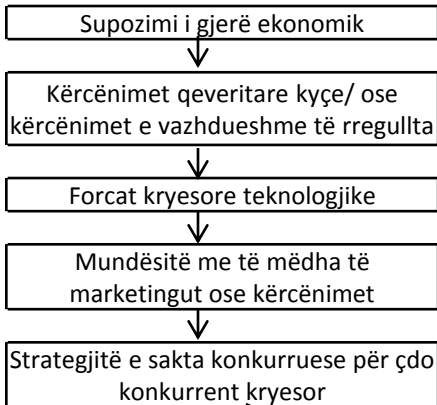 Supozimi i gjerë ekonomik
Kërcënimet qeveritare kyçe/ ose
kërcënimet e vazhdueshme të rregullta
Forcat kryesore teknologjike
Mundësitë me të mëdha të
marketingut ose kërcënimet
Strategjitë e sakta konkurruese për çdo
konkurrent kryesor